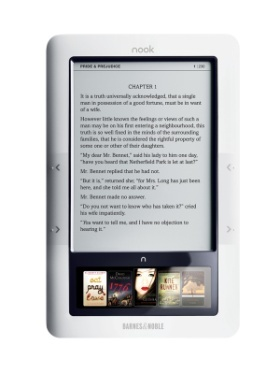 nook
PRIDE & PREJUDICE
CHAPTER 1
It is a truth universally acknowledged, that a single
man in possession of a good fortune, must be in want
of a wife.
However little known the feelings or views of such a
man may be on his first entering a neighbourhood, this
truth is so well fixed in the minds of the surrounding
families, that he is considered the rightful property of
some one or other of their daughters.
"My dear Mr. Bennet," said his lady to him one day,
"have you heard that Netherfield Park is let at last?"
Mr. Bennet replied that he had not.
"But it is," returned she; "for Mrs. Long has just been
here, and she told me all about it."
Mr. Bennet made no answer.
"Do you not want to know who has taken it?" cried
his wife impatiently.
"You want to tell me, and I have no objection to
hearing it."
eat
pray
love
1776
KITE
RUNNER
BARNES & NOBLE